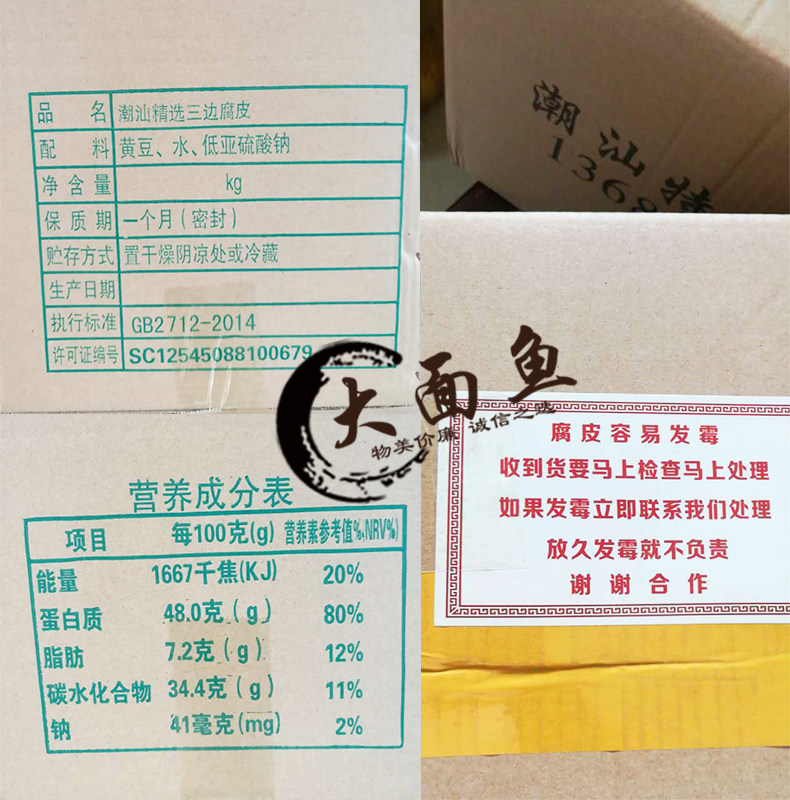 品 名 潮汕精选三边腐皮
配 料 黄豆、水、低亚硫酸钠
净含量 kg
保质期 一个月(密封)
贮存方式 置干燥阴凉处或冷藏
生产日期
执行标准 GB2712-2014
许可证编号 SC12545088100679
营养成分表
项目 每100克(g) 营养素参考值%,NRV%)
能量 1667千焦(KJ) 20%
蛋白质 48.0克(g) 80%
脂肪 7.2克(g) 12%
碳水化合物 34.4克(g) 11%
钠 41毫克(mg) 2%
潮汕特
1368
大面鱼
物美价廉 诚信之选
腐皮容易发霉
收到货要马上检查马上处理
如果发霉立即联系我们处理
放久发霉就不负责
谢谢合作